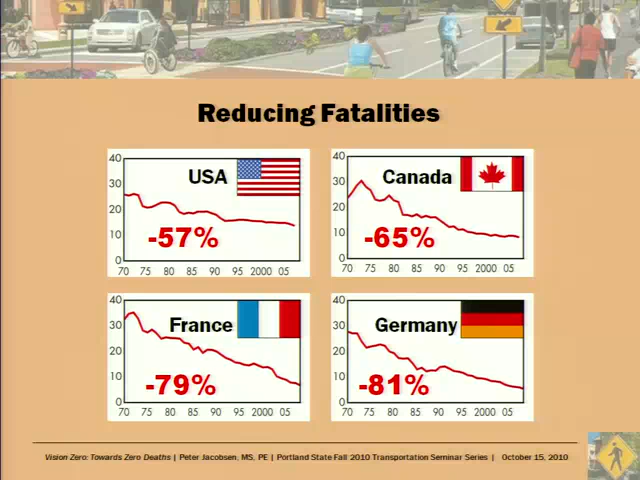 Reducing Fatalities
USA
40
30
20
10
0
-57%
70 75 80 85 90 95 2000 05
Canada
40
30
20
10
0
-65%
70 75 80 85 90 95 2000 05
France
40
30
20
10
0
-79%
70 75 80 85 90 95 2000 05
Germany
40
30
20
10
0
-81%
70 75 80 85 90 95 2000 05
Vision Zero: Towards Zero Deaths | Peter Jacobsen, MS, PE | Portland State Fall 2010 Transportation Seminar Series | October 15, 2010